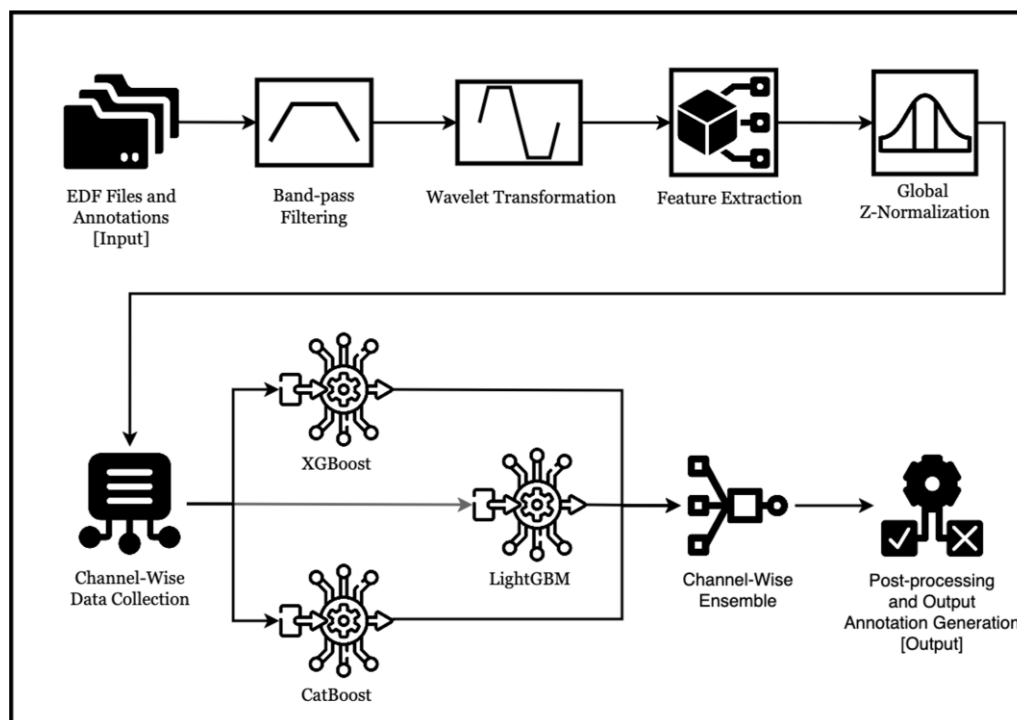 EDF Files and
Annotations
[Input]
Band-pass
Filtering
Wavelet Transformation
Feature Extraction
Global
Z-Normalization
XGBoost
Channel-Wise
Data Collection
LightGBM
Channel-Wise
Ensemble
Post-processing
and Output
Annotation Generation
[Output]
CatBoost